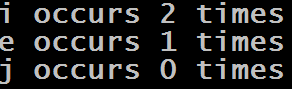 i occurs 2 times
e occurs 1 times
j occurs 0 times